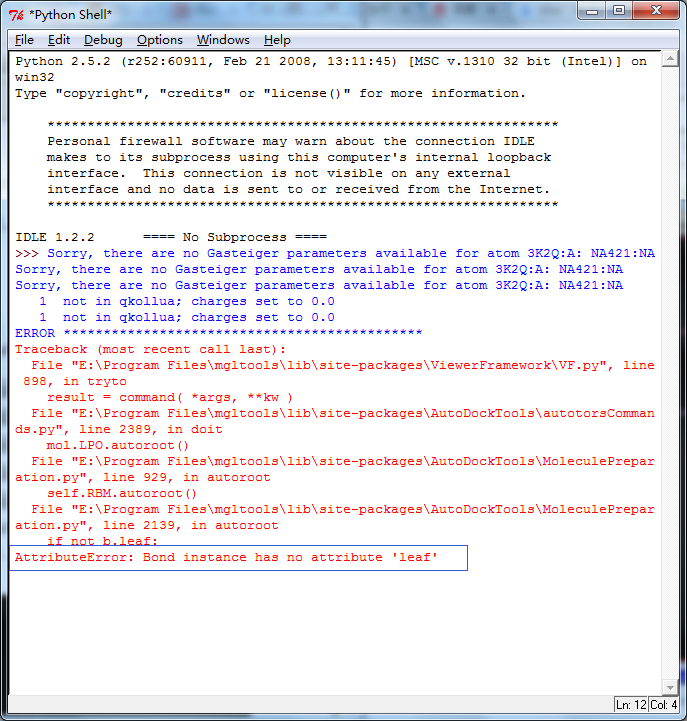 *Python Shell*
File Edit Debug Options Windows Help
Python 2.5.2 (r252:60911, Feb 21 2008, 13:11:45) [MSC v.1310 32 bit (Intel)] on
win32
Type "copyright", "credits" or "license()" for more information.
****************************************************************
Personal firewall software may warn about the connection IDLE
makes to its subprocess using this computer's internal loopback
interface.  This connection is not visible on any external
interface and no data is sent to or received from the Internet.
****************************************************************
IDLE 1.2.2      ==== No Subprocess ====
>>> Sorry, there are no Gasteiger parameters available for atom 3K2Q:A: NA421:NA
Sorry, there are no Gasteiger parameters available for atom 3K2Q:A: NA421:NA
Sorry, there are no Gasteiger parameters available for atom 3K2Q:A: NA421:NA
   1  not in qkollua; charges set to 0.0
   1  not in qkollua; charges set to 0.0
ERROR *********************************************
Traceback (most recent call last):
  File "E:\Program Files\mgltools\lib\site-packages\ViewerFramework\VF.py", line
 898, in tryto
    result = command( *args, **kw )
  File "E:\Program Files\mgltools\lib\site-packages\AutoDockTools\autotorsComman
ds.py", line 2389, in doit
    mol.LPO.autoroot()
  File "E:\Program Files\mgltools\lib\site-packages\AutoDockTools\MoleculePrepar
ation.py", line 929, in autoroot
    self.RBM.autoroot()
  File "E:\Program Files\mgltools\lib\site-packages\AutoDockTools\MoleculePrepar
ation.py", line 2139, in autoroot
    if not b.leaf:
AttributeError: Bond instance has no attribute 'leaf'
Ln: 12 Col: 4